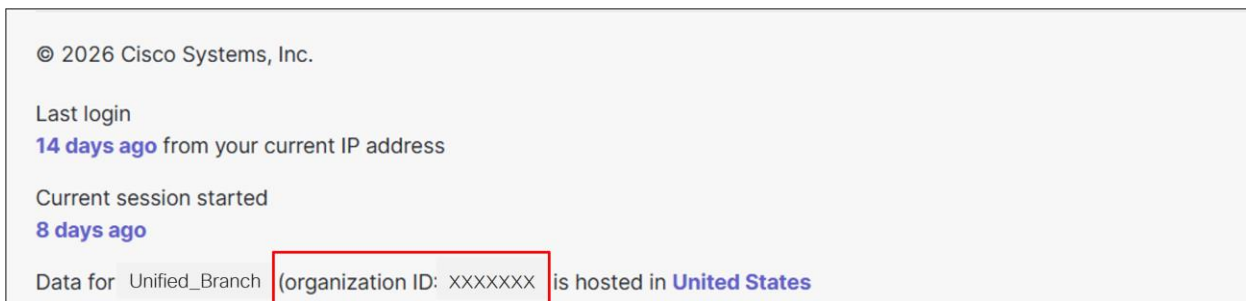 © 2026 Cisco Systems, Inc.
Last login
14 days ago from your current IP address
Current session started
8 days ago
Data for Unified_Branch (organization ID: XXXXXXX is hosted in United States